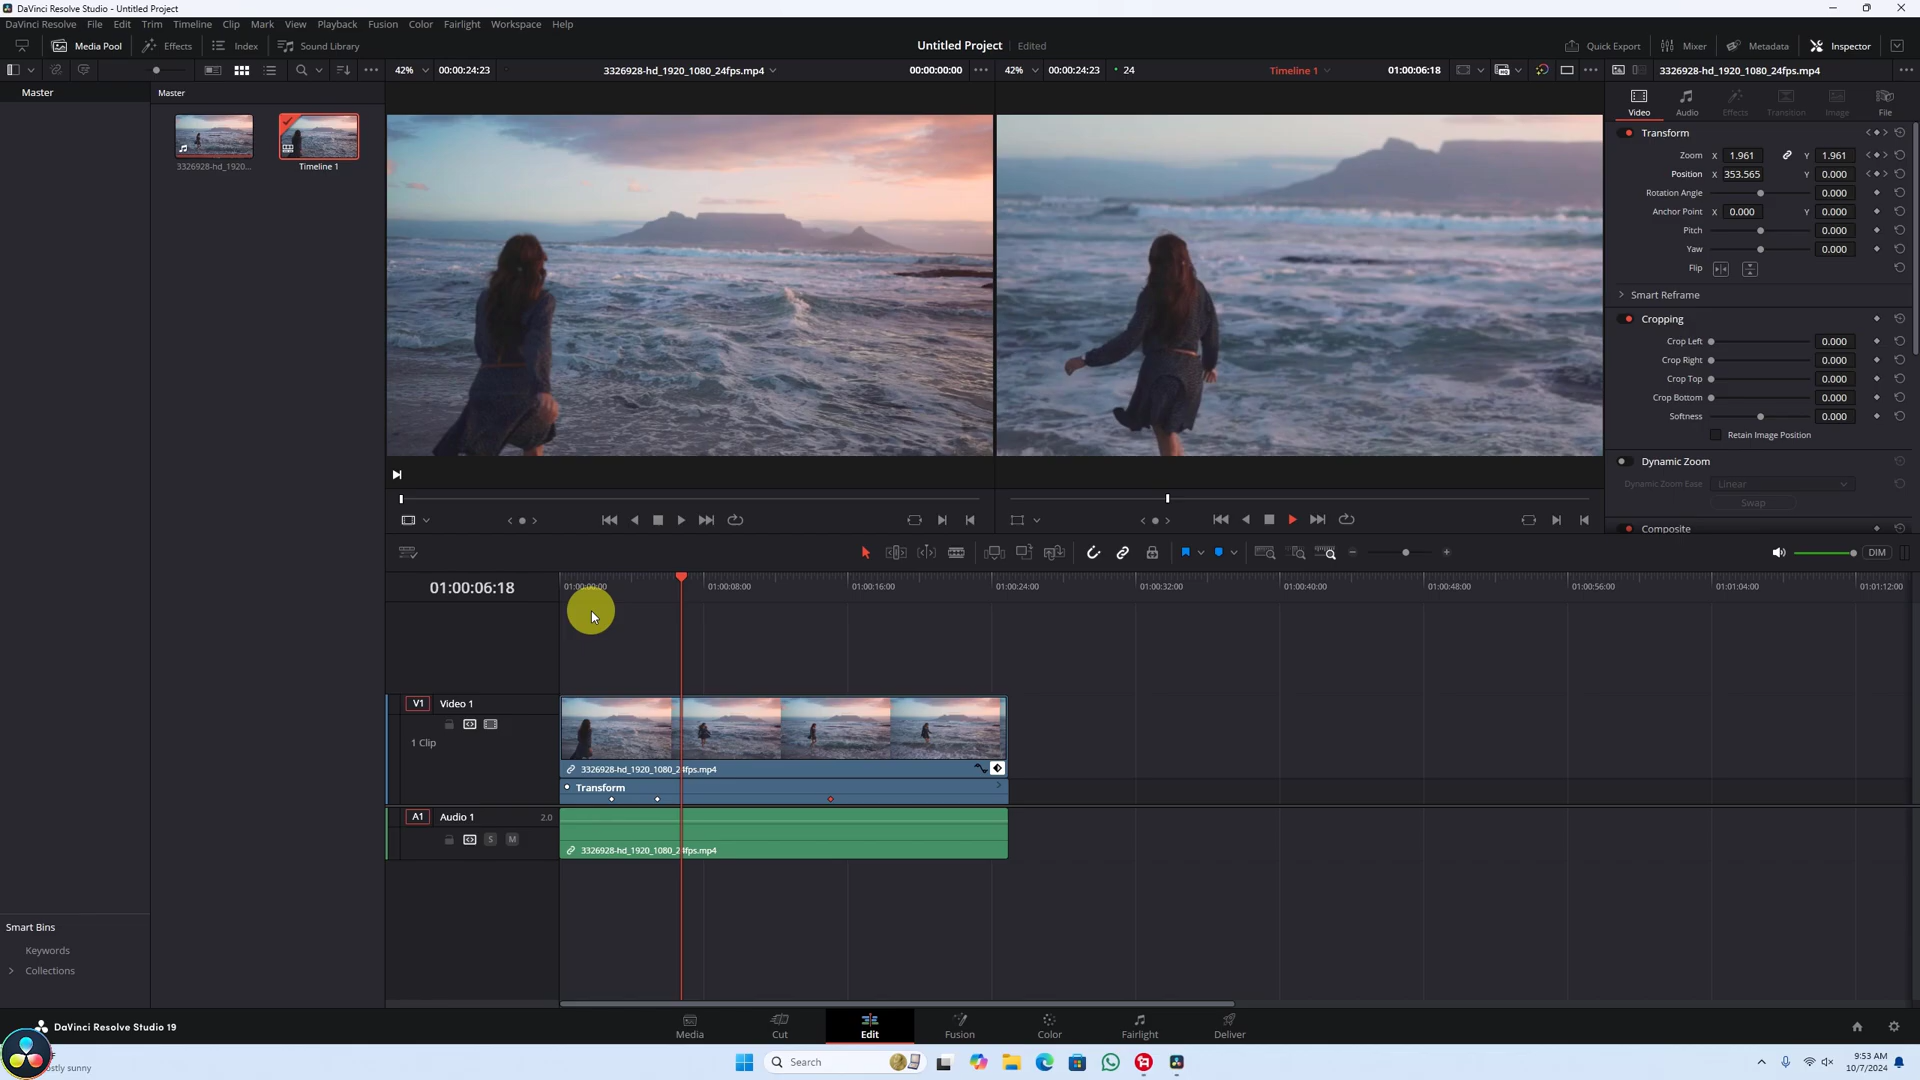 DaVinci Resolve Studio - Untitled Project
DaVinci Resolve File Edit Trim Timeline Clip Mark View Playback Fusion Color Fairlight Workspace Help
Media Pool Effects Index Sound Library Untitled Project Edited Quick Export Mixer Metadata Inspector
42% 00:00:24:23 3326928-hd_1920_1080_24fps.mp4 00:00:00:00 42% 00:00:24:23 24 Timeline 1 01:00:06:18 3326928-hd_1920_1080_24fps.mp4
Master Master
Video Audio Effects Transition Image File
Transform
Zoom X 1.961 Y 1.961
3326928-hd_1920... Timeline 1
Position X 353.565 Y 0.000
Rotation Angle 0.000
Anchor Point X 0.000 Y 0.000
Pitch 0.000
Yaw 0.000
Flip
Smart Reframe
Cropping
Crop Left 0.000
Crop Right 0.000
Crop Top 0.000
Crop Bottom 0.000
Softness 0.000
Retain Image Position
Dynamic Zoom
Dynamic Zoom Ease Linear
Swap
Composite
DIM
01:00:06:18 01:00:00:00 01:00:08:00 01:00:16:00 01:00:24:00 01:00:32:00 01:00:40:00 01:00:48:00 01:00:56:00 01:01:04:00 01:01:12:00
V1 Video 1
1 Clip
3326928-hd_1920_1080_24fps.mp4
Transform
A1 Audio 1 2.0
S M
3326928-hd_1920_1080_24fps.mp4
Smart Bins
Keywords
Collections
DaVinci Resolve Studio 19
Media Cut Edit Fusion Color Fairlight Deliver
Search
9:53 AM
10/7/2024